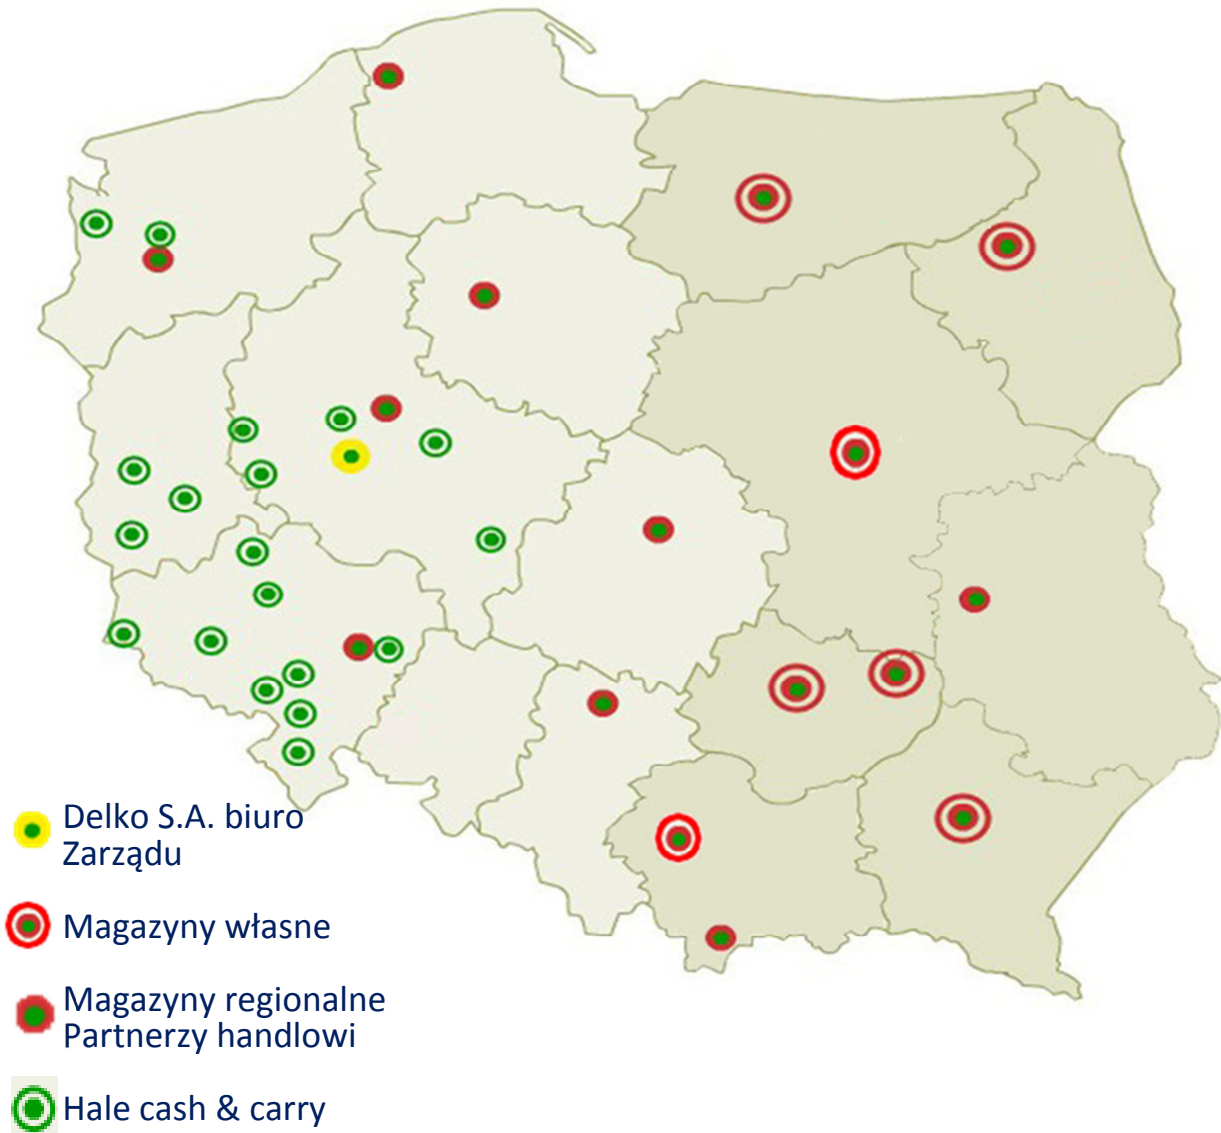 Delko S.A. biuro
Zarządu
Magazyny własne
Magazyny regionalne
Partnerzy handlowi
Hale cash & carry